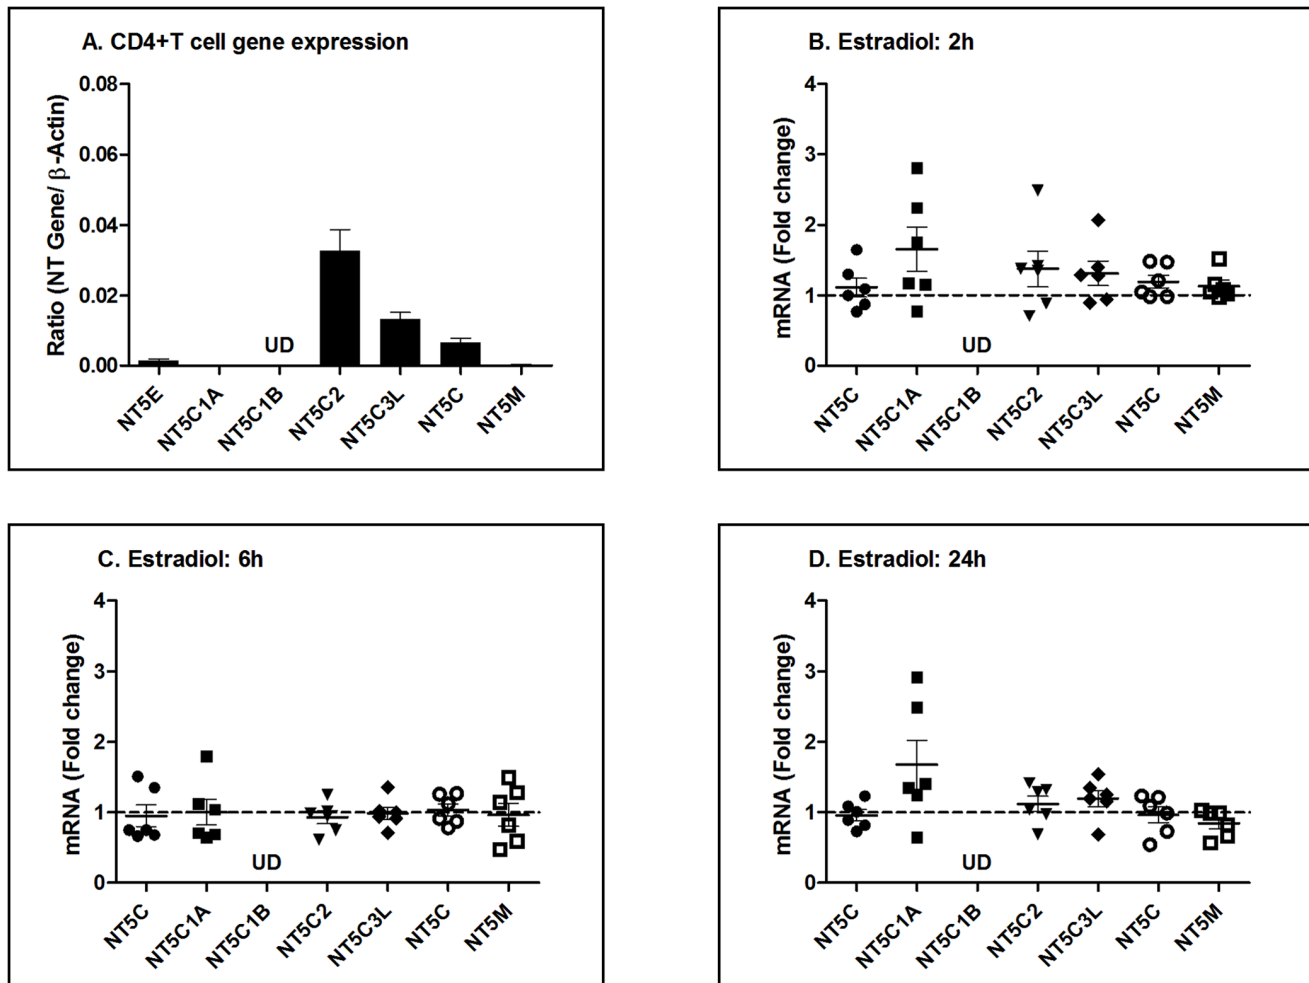 A. CD4+T cell gene expression
Ratio (NT Gene/ β-Actin)
0.08
0.06
0.04
0.02
0.00
UD
NT5E
NT5C1A
NT5C1B
NT5C2
NT5C3L
NT5C
NT5M
B. Estradiol: 2h
mRNA (Fold change)
4
3
2
1
0
UD
NT5C
NT5C1A
NT5C1B
NT5C2
NT5C3L
NT5C
NT5M
C. Estradiol: 6h
mRNA (Fold change)
4
3
2
1
0
UD
NT5C
NT5C1A
NT5C1B
NT5C2
NT5C3L
NT5C
NT5M
D. Estradiol: 24h
mRNA (Fold change)
4
3
2
1
0
UD
NT5C
NT5C1A
NT5C1B
NT5C2
NT5C3L
NT5C
NT5M